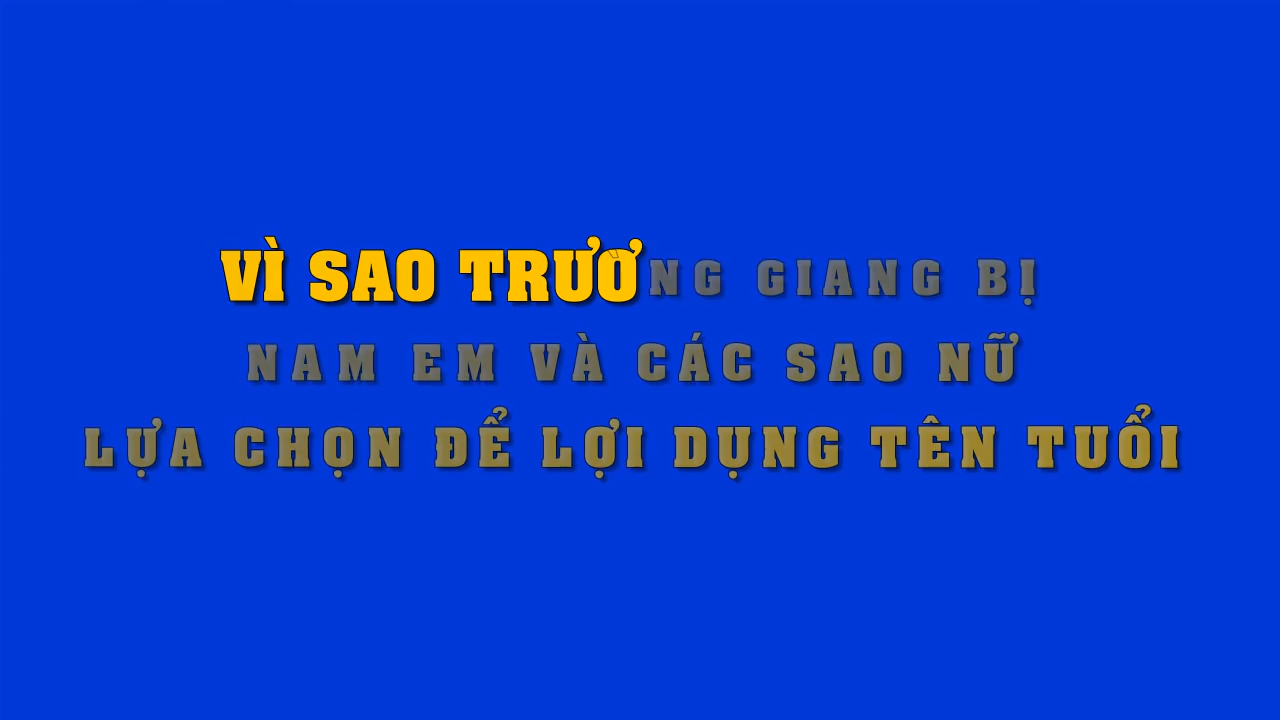 VÌ SAO TRƯỜNG GIANG BỊ
NAM EM VÀ CÁC SAO NỮ
LỰA CHỌN ĐỂ LỢI DỤNG TÊN TUỔI